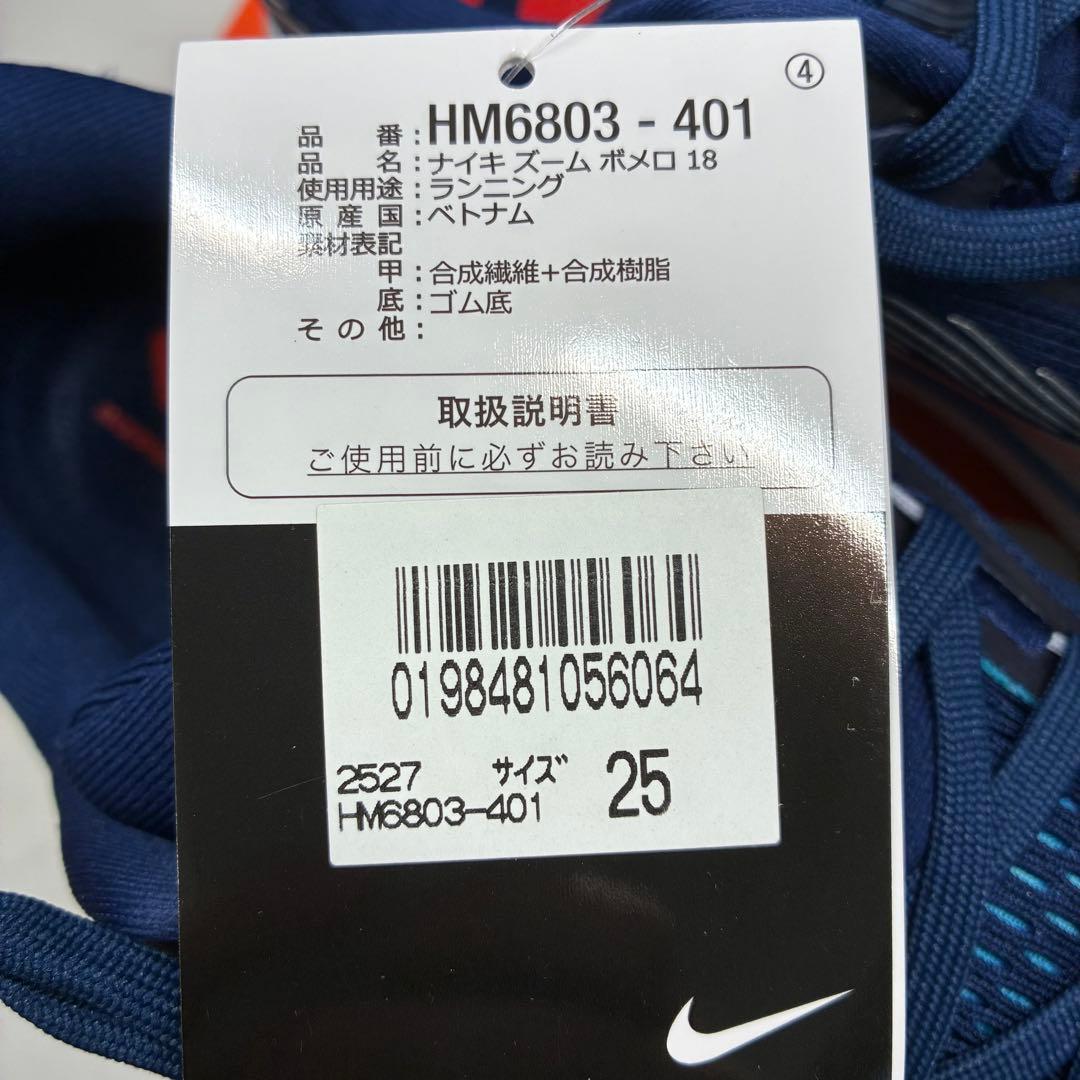 ④
品 番：HM6803 - 401
品 名：ナイキ ズーム ボメロ 18
使用用途：ランニング
原 産 国：ベトナム
素材表記
甲：合成繊維+合成樹脂
底：ゴム底
そ の 他：
取扱説明書
ご使用前に必ずお読み下さい
0198481056064
2527 サイズ 25
HM6803-401